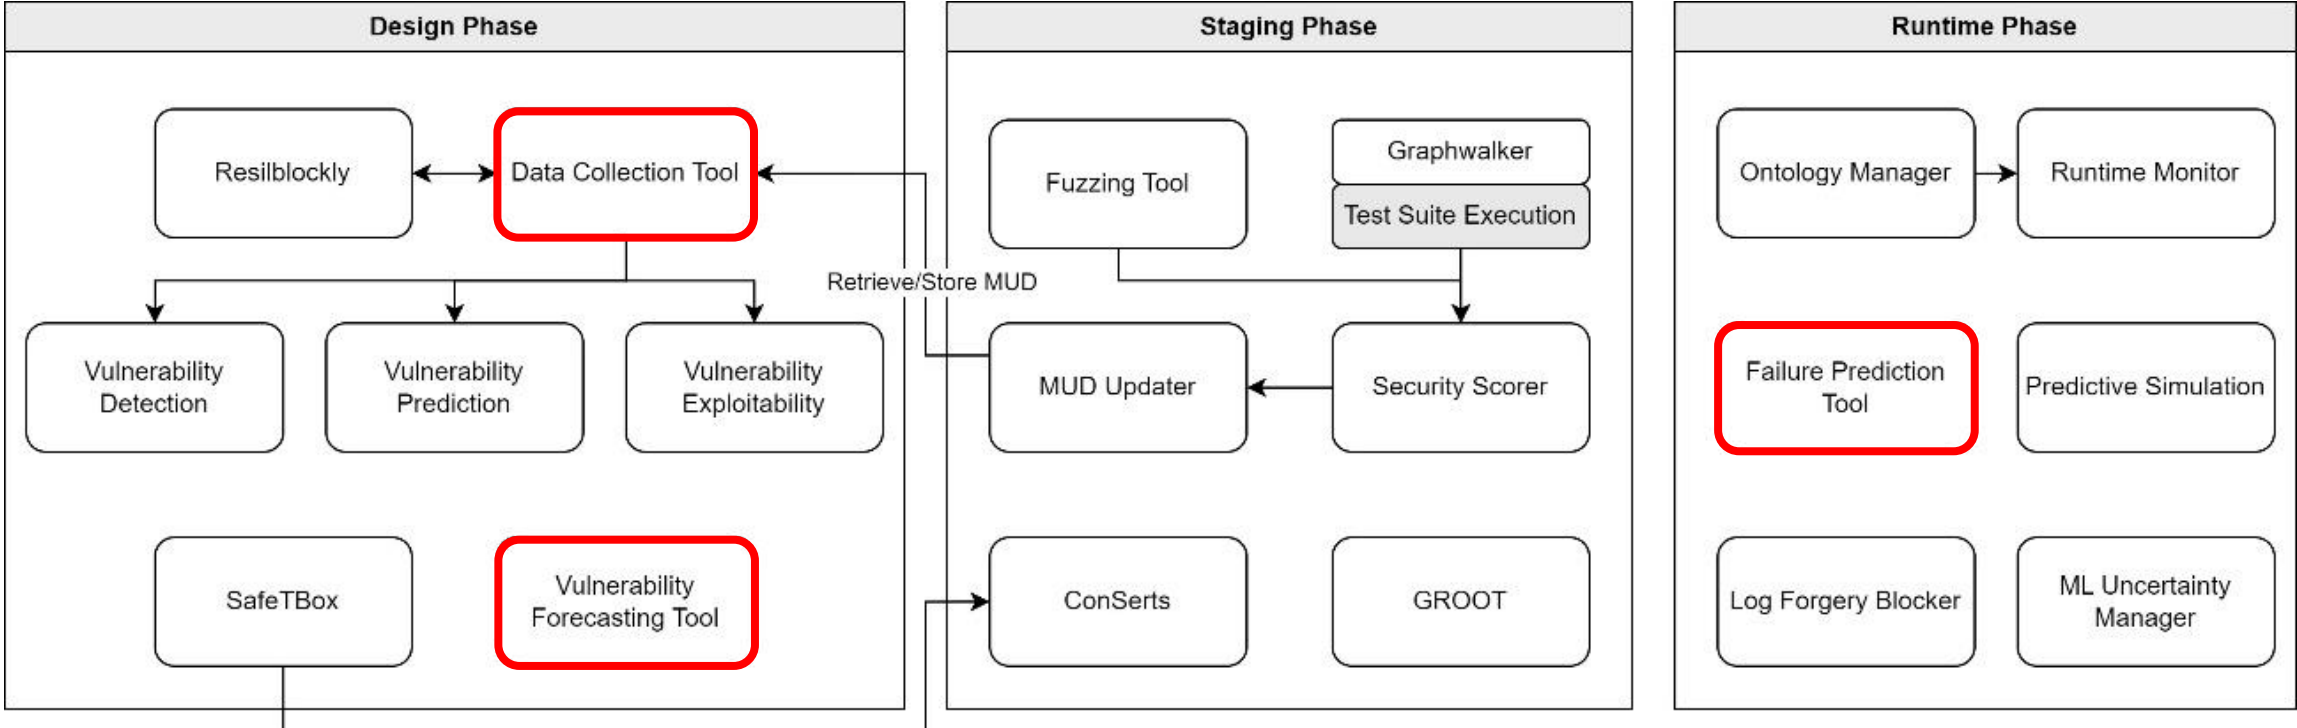 Design Phase
Staging Phase
Runtime Phase
Resilblockly
Data Collection Tool
Fuzzing Tool
Graphwalker
Test Suite Execution
Ontology Manager
Runtime Monitor
Retrieve/Store MUD
Vulnerability
Detection
Vulnerability
Prediction
Vulnerability
Exploitability
MUD Updater
Security Scorer
Failure Prediction
Tool
Predictive Simulation
SafeTBox
Vulnerability
Forecasting Tool
ConSerts
GROOT
Log Forgery Blocker
ML Uncertainty
Manager